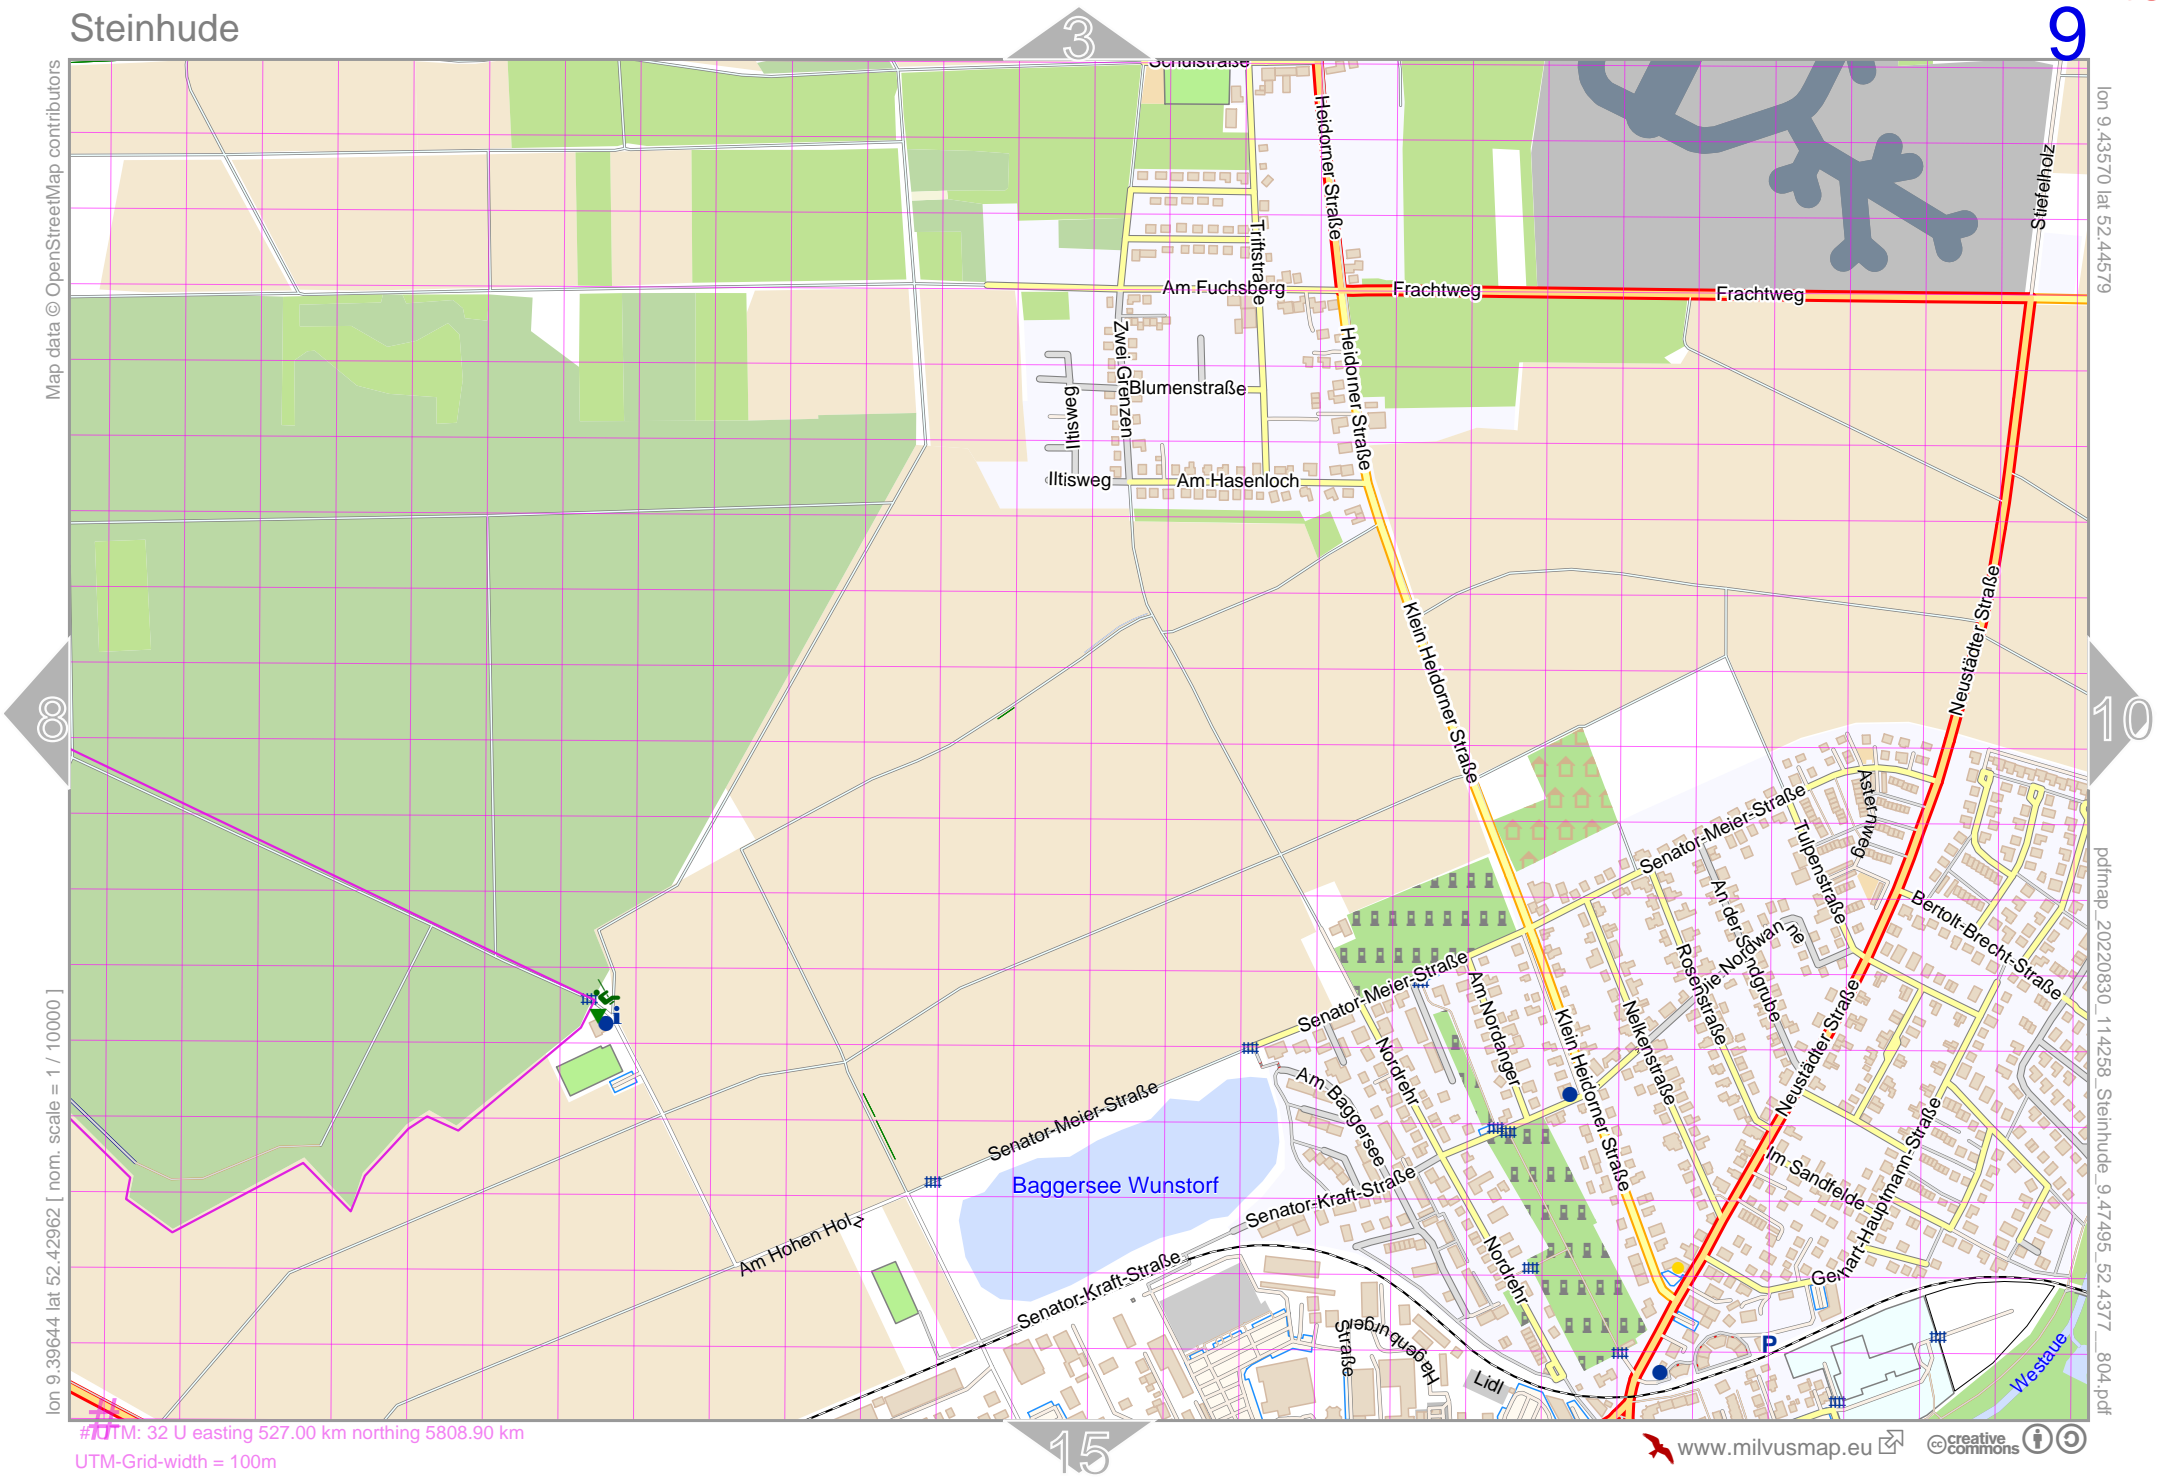 Steinhude
3
9
Map data © OpenStreetMap contributors
lon 9.43570 lat 52.44579
Schulstraße
Heidorner Straße
Stiefelholz
Triftstraße
Am Fuchsberg
Frachtweg
Frachtweg
Zwei Grenzen
Heidorner Straße
Blumenstraße
Iltisweg
Iltisweg
Am Hasenloch
Neustädter Straße
Klein Heidorner Straße
8
10
Senator-Meier-Straße
Asternweg
Tulpenstraße
An der Sandgrube
Bertolt-Brecht-Straße
Senator-Meier-Straße
Am Nordanger
Rosenstraße
Nelkenstraße
Klein Heidorner Straße
Neustädter Straße
i
Nordrehr
Am Baggersee
Senator-Meier-Straße
Baggersee Wunstorf
Senator-Kraft-Straße
Im Sandfelde
Gerhart-Hauptmann-Straße
Am Hohen Holz
Senator-Kraft-Straße
Nordrehr
Hagenburger
Straße
Lidl
P
Westaue
lon 9.39644 lat 52.42962 [ nom. scale = 1 / 10000 ]
pdfmap_20220830_114258_Steinhude_9.47495_52.4377__804.pdf
#
# UTM: 32 U easting 527.00 km northing 5808.90 km
UTM-Grid-width = 100m
15
www.milvusmap.eu
cc creative commons